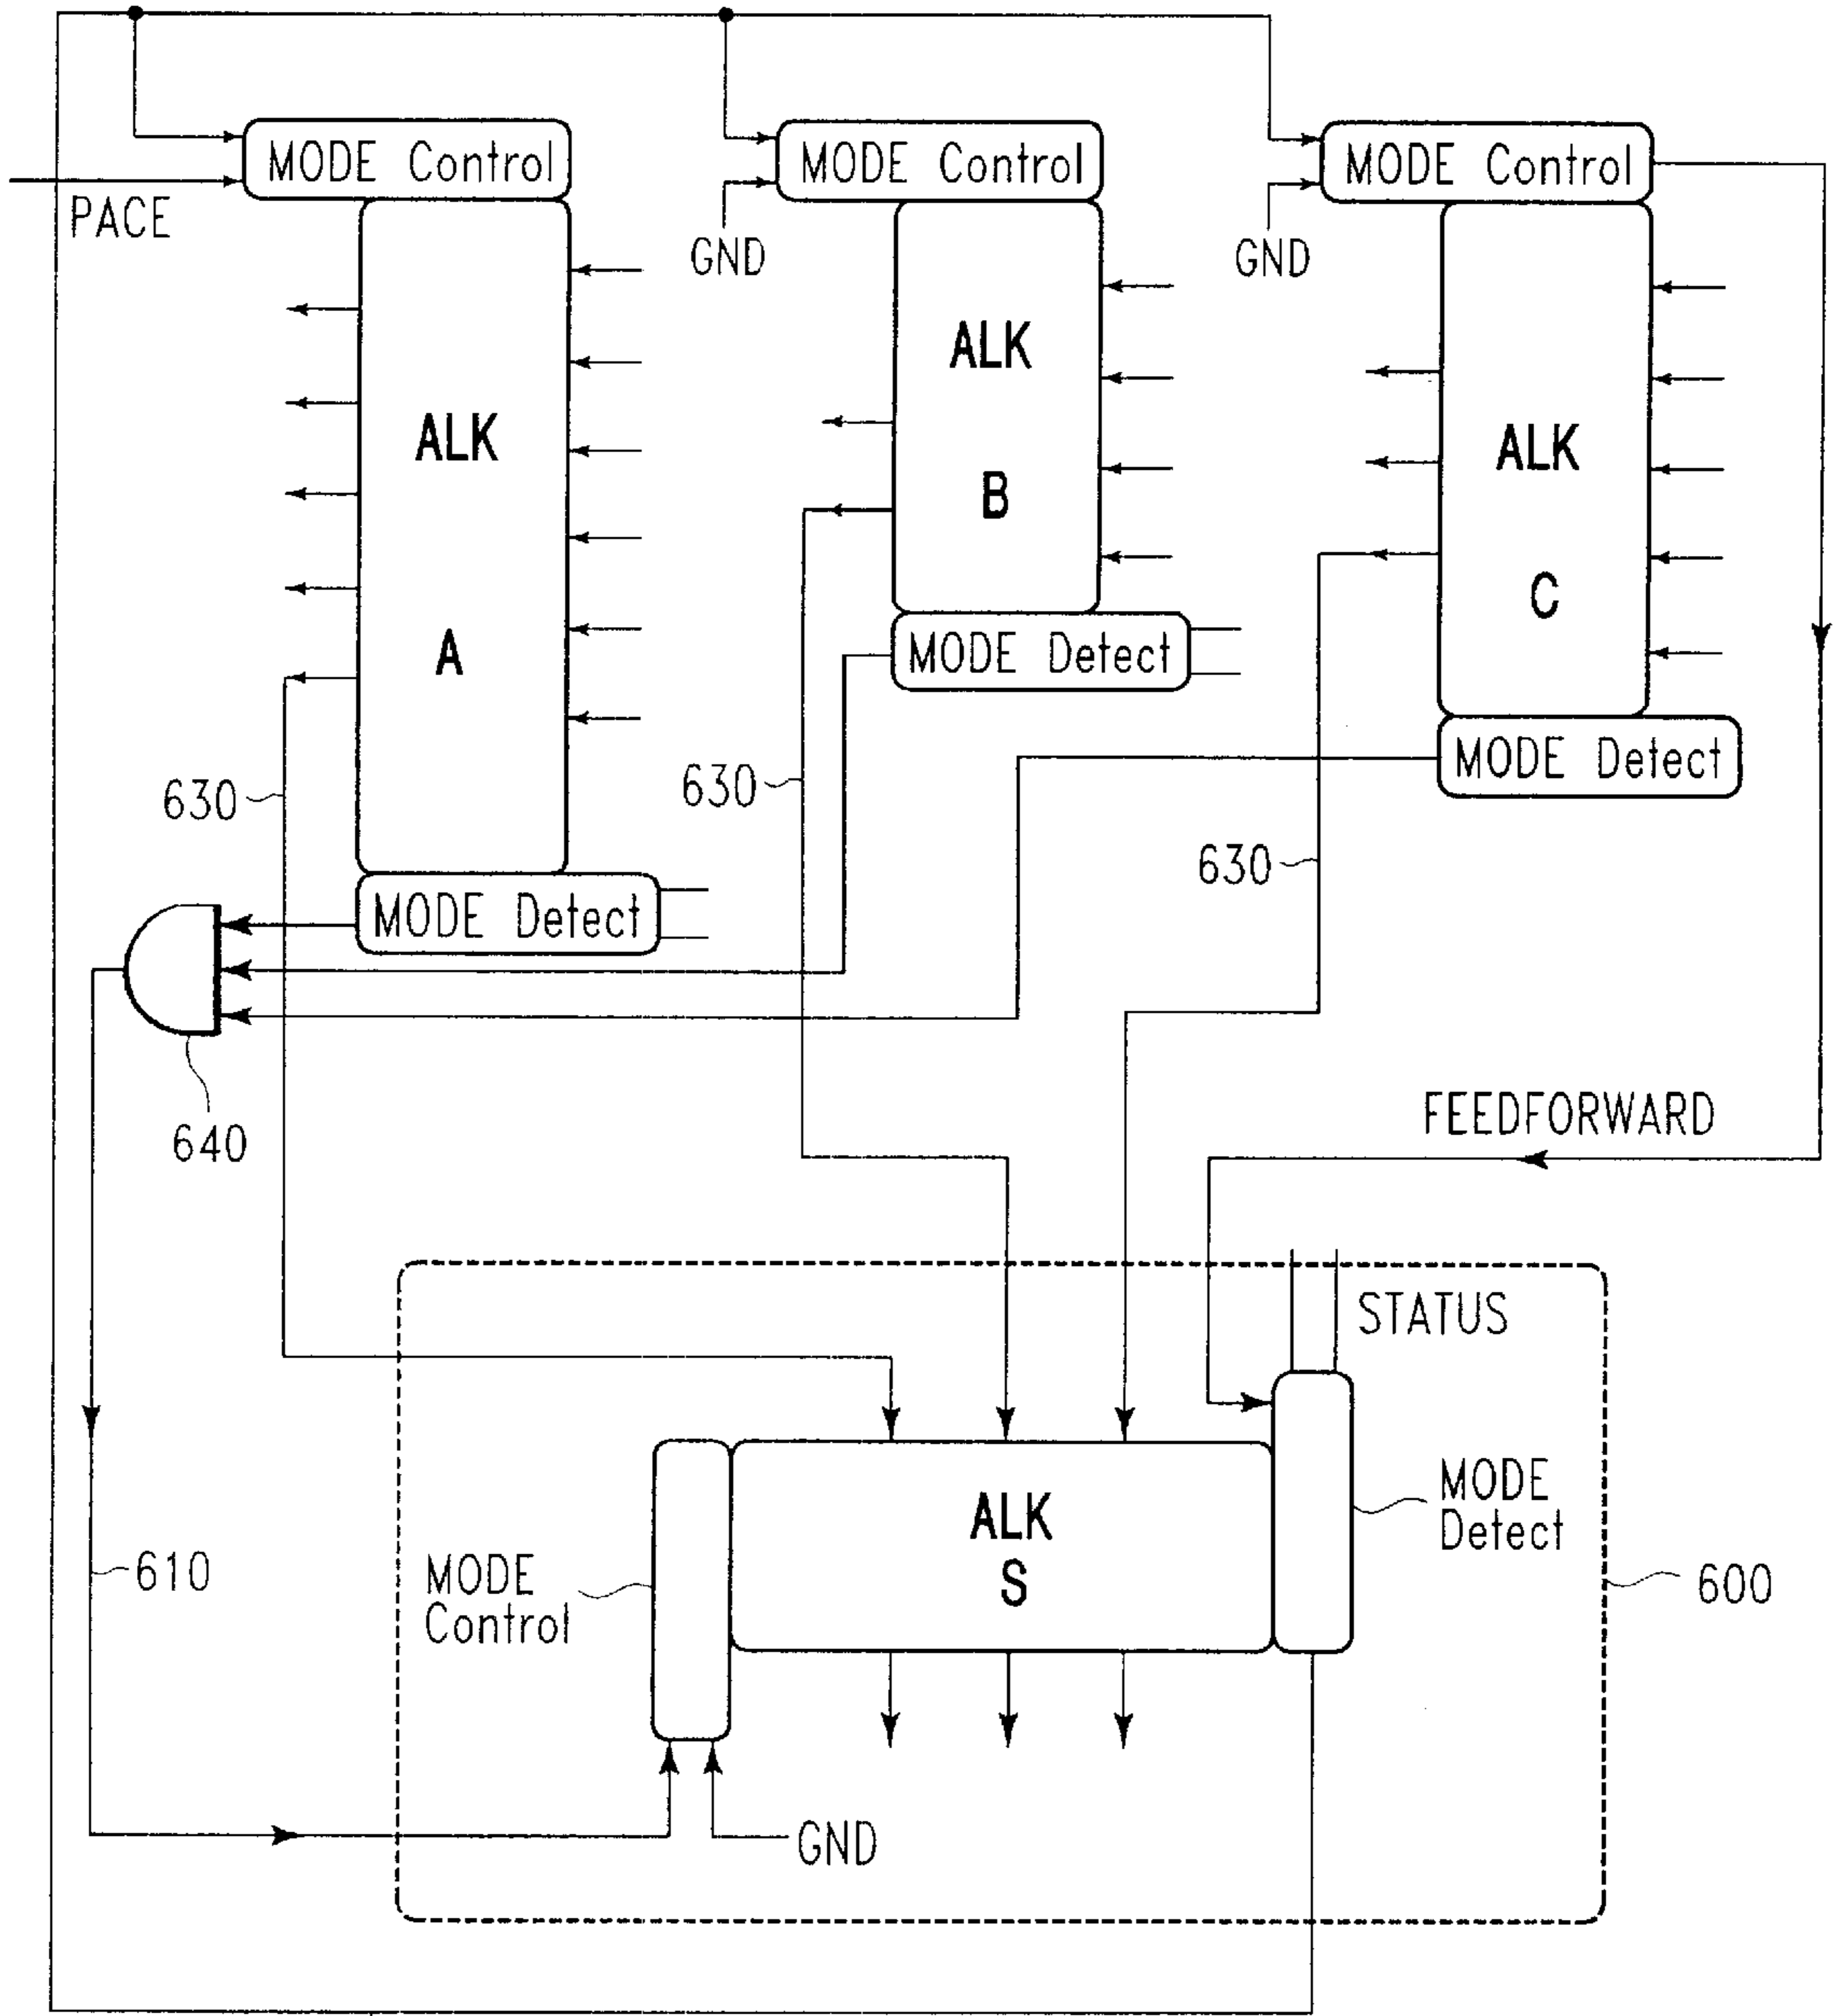 MODE Control
MODE Control
MODE Control
PACE
GND
GND
ALK
A
ALK
B
ALK
C
MODE Detect
MODE Detect
MODE Detect
630
630
630
640
FEEDFORWARD
STATUS
ALK
S
MODE
Detect
MODE
Control
610
600
GND